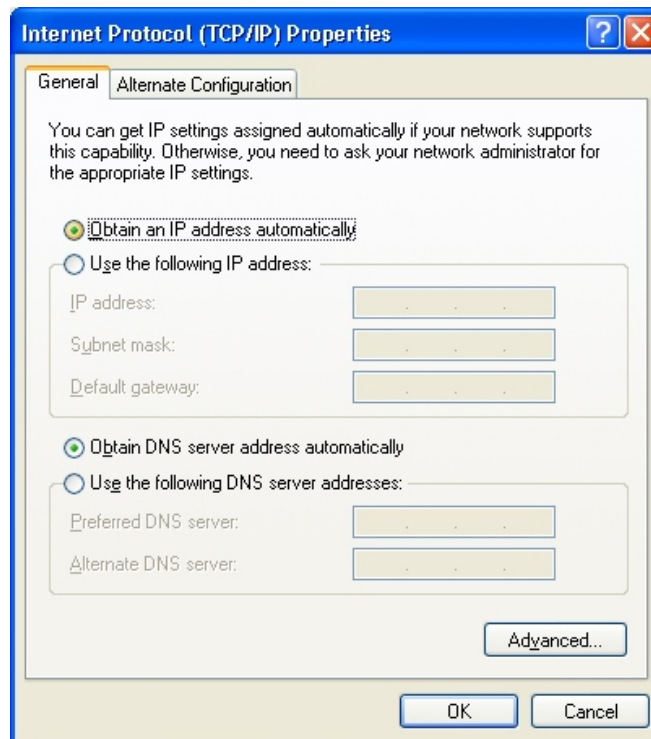 Internet Protocol (TCP/IP) Properties
General
Alternate Configuration
You can get IP settings assigned automatically if your network supports
this capability. Otherwise, you need to ask your network administrator for
the appropriate IP settings.
Obtain an IP address automatically
Use the following IP address:
IP address:
Subnet mask:
Default gateway:
Obtain DNS server address automatically
Use the following DNS server addresses:
Preferred DNS server:
Alternate DNS server:
Advanced...
OK
Cancel